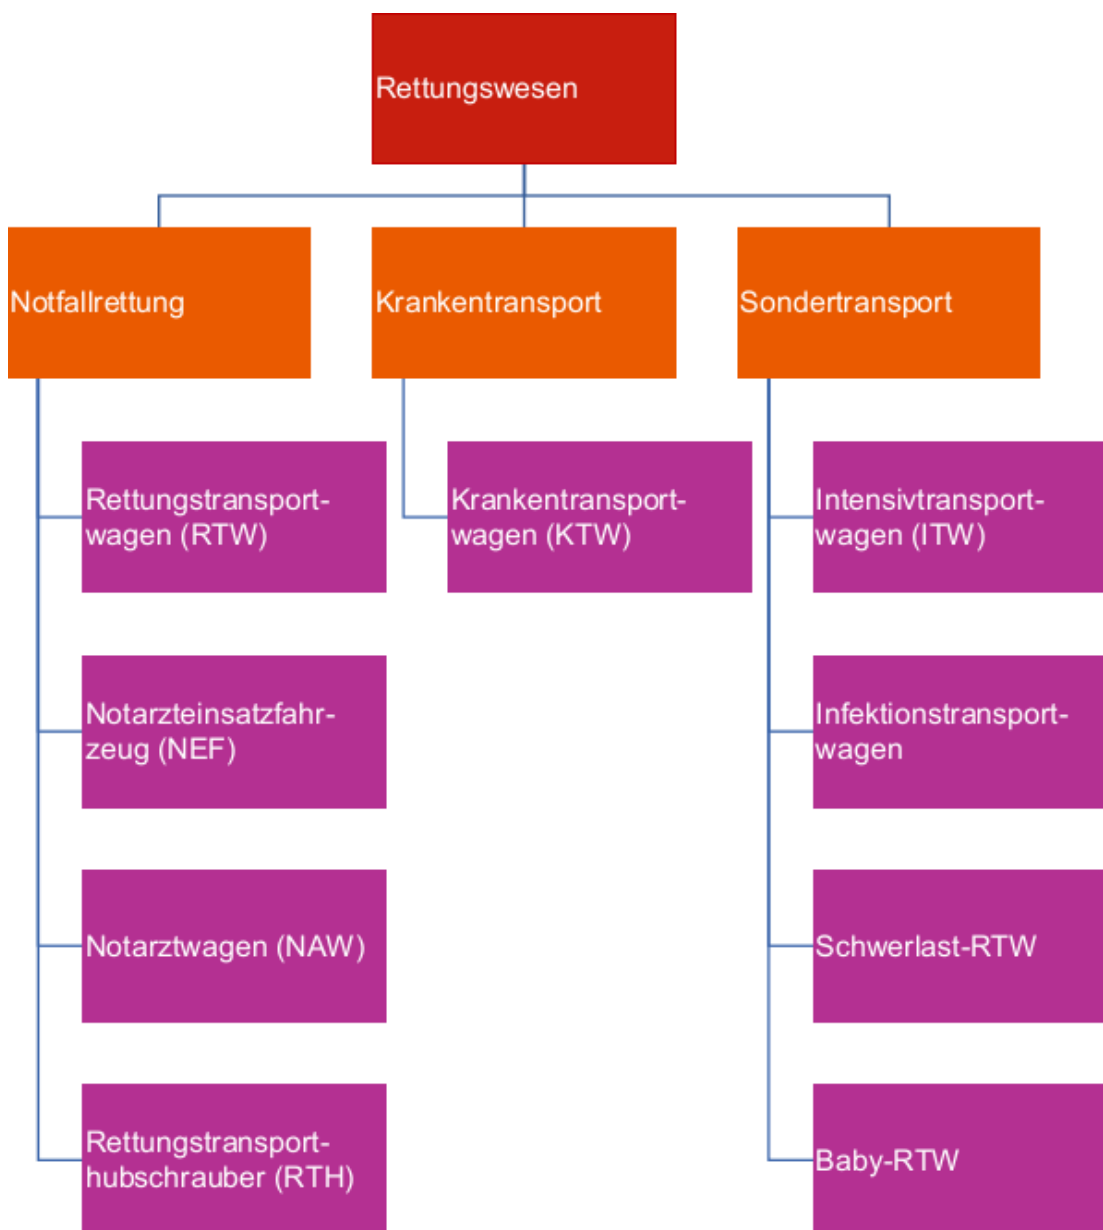 Rettungswesen
Notfallrettung
Krankentransport
Sondertransport
Rettungstransport-
wagen (RTW)
Krankentransport-
wagen (KTW)
Intensivtransport-
wagen (ITW)
Notarzteinsatzfahr-
zeug (NEF)
Infektionstransport-
wagen
Notarztwagen (NAW)
Schwerlast-RTW
Rettungstransport-
hubschrauber (RTH)
Baby-RTW